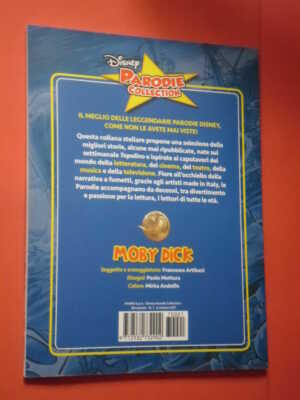 Disney
PARODIE
COLLECTION
IL MEGLIO DELLE LEGGENDARIE PARODIE DISNEY,
COME NON LE AVETE MAI VISTE!
Questa collana stellare propone una selezione delle
migliori storie, alcune mai ripubblicate, nate sul
settimanale Topolino e ispirate ai capolavori del
mondo della letteratura, del cinema, del teatro, della
musica e della televisione. Fiore all'occhiello della
narrativa a fumetti, grazie agli artisti made in Italy, le
Parodie accompagnano da decenni, tra divertimento
e passione per la lettura, i lettori di tutte le età.
MOBY DICK
Soggetto e sceneggiatura: Francesco Artibani
Disegni: Paolo Mottura
Colore: Mirka Andolfo